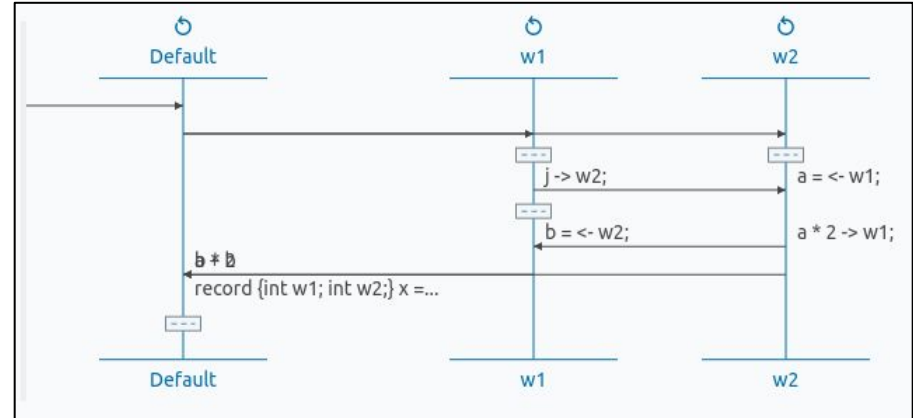 Default w1 w2
j -> w2; a = <- w1;
b = <- w2; a * 2 -> w1;
record {int w1; int w2;} x =...
Default w1 w2